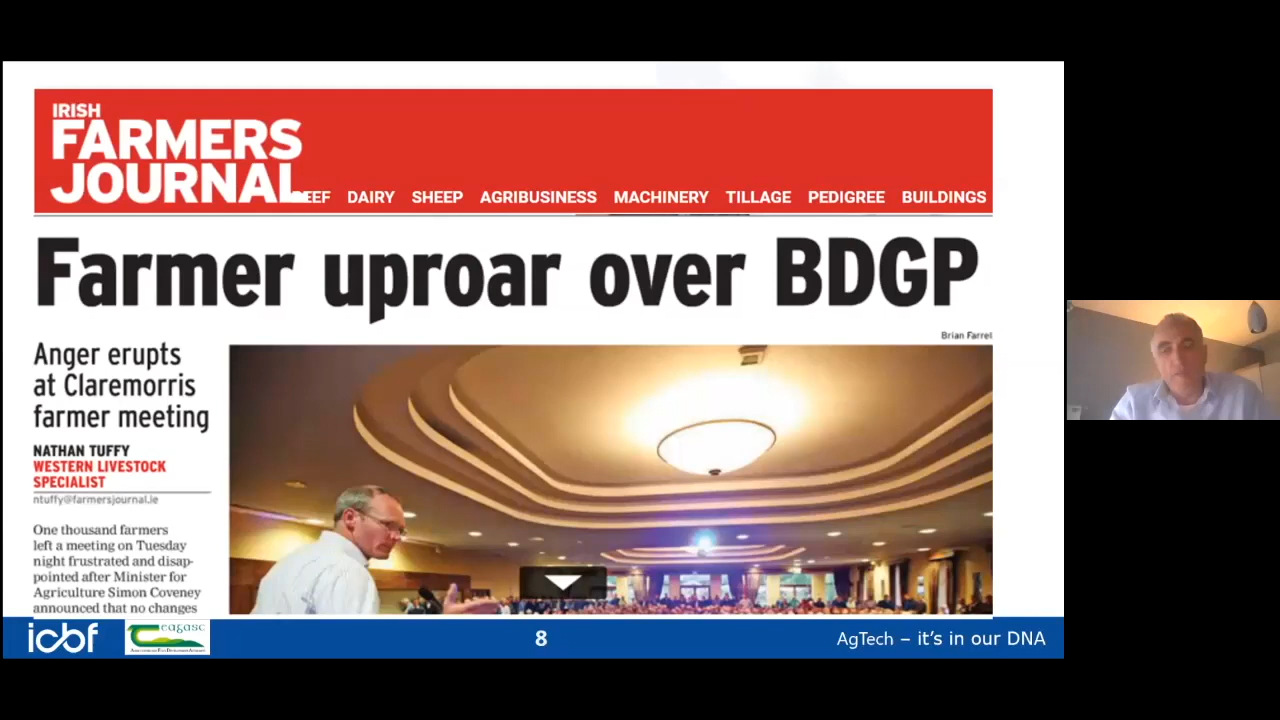 IRISH
FARMERS
JOURNAL
BEEF DAIRY SHEEP AGRIBUSINESS MACHINERY TILLAGE PEDIGREE BUILDINGS
Farmer uproar over BDGP
Brian Farrel
Anger erupts
at Claremorris
farmer meeting
NATHAN TUFFY
WESTERN LIVESTOCK
SPECIALIST
ntuffy@farmersjournal.ie
One thousand farmers
left a meeting on Tuesday
night frustrated and disap-
pointed after Minister for
Agriculture Simon Coveney
announced that no changes
icbf
eagasc
8
AgTech – it's in our DNA